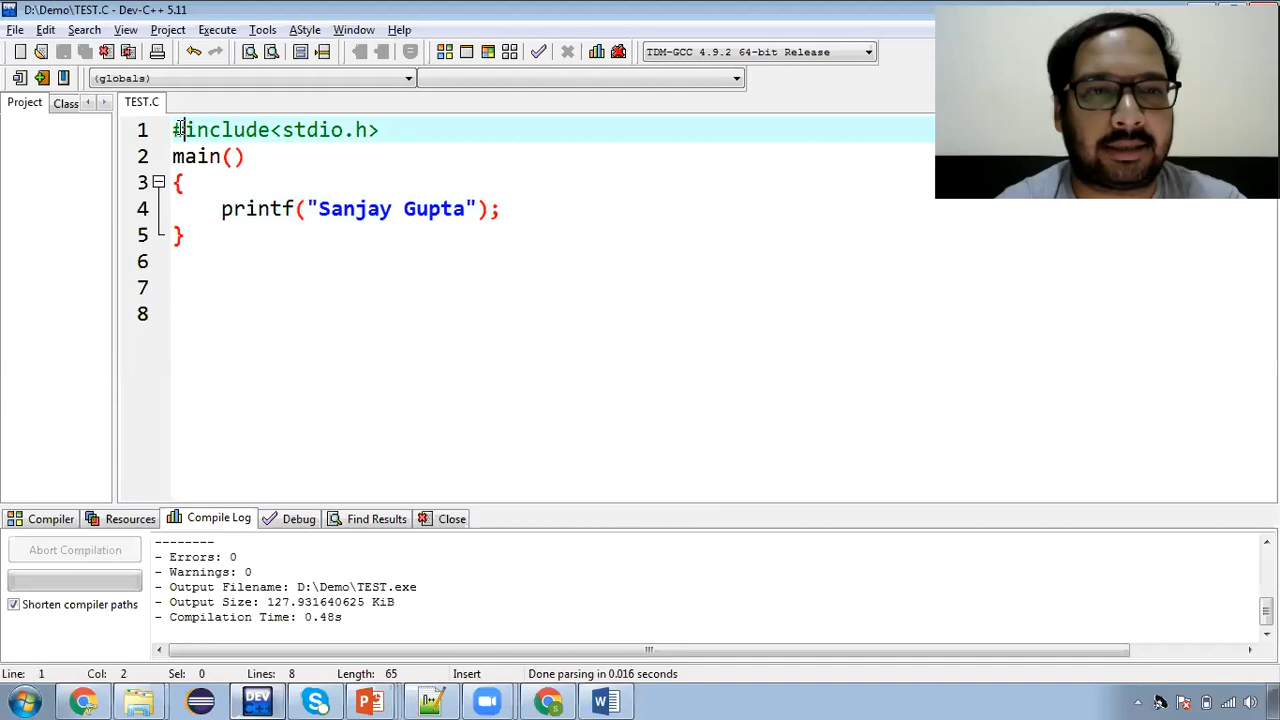 D:\Demo\TEST.C - Dev-C++ 5.11
File Edit Search View Project Execute Tools AStyle Window Help
TDM-GCC 4.9.2 64-bit Release
(globals)
Project Class TEST.C
1 #include<stdio.h>
2 main()
3 {
4 printf("Sanjay Gupta");
5 }
6
7
8
Compiler Resources Compile Log Debug Find Results Close
Abort Compilation
Shorten compiler paths
--------
- Errors: 0
- Warnings: 0
- Output Filename: D:\Demo\TEST.exe
- Output Size: 127.931640625 KiB
- Compilation Time: 0.48s
Line: 1 Col: 2 Sel: 0 Lines: 8 Length: 65 Insert Done parsing in 0.016 seconds
DEV